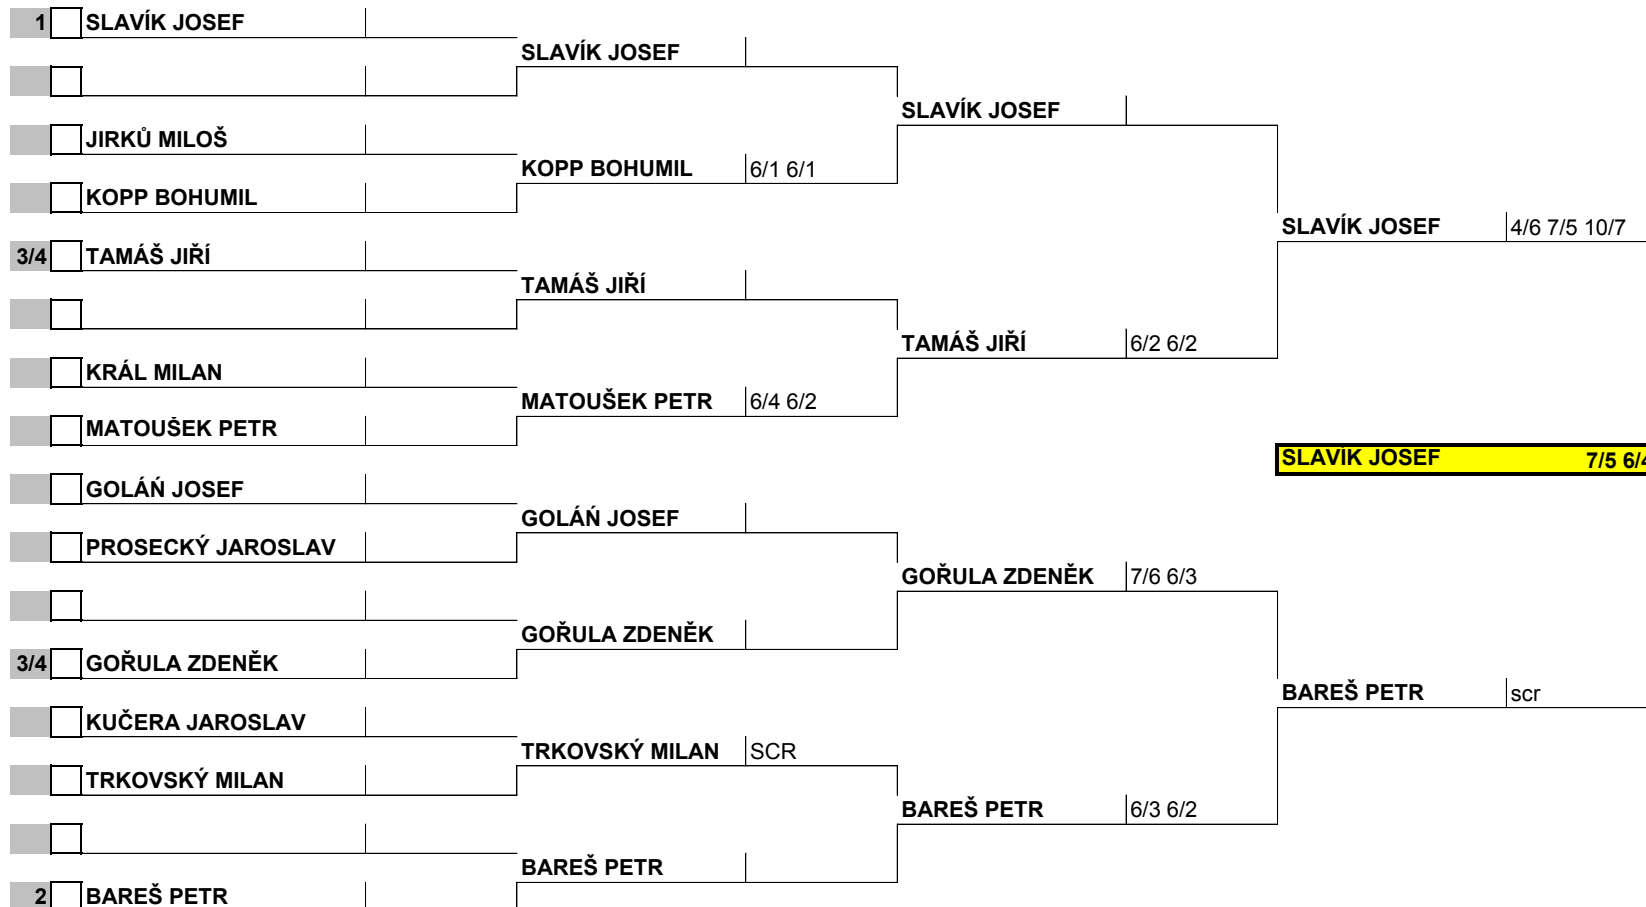 1 SLAVÍK JOSEF
SLAVÍK JOSEF
SLAVÍK JOSEF
JIRKŮ MILOŠ
KOPP BOHUMIL 6/1 6/1
KOPP BOHUMIL
SLAVÍK JOSEF 4/6 7/5 10/7
3/4 TAMÁŠ JIŘÍ
TAMÁŠ JIŘÍ
TAMÁŠ JIŘÍ 6/2 6/2
KRÁL MILAN
MATOUŠEK PETR 6/4 6/2
MATOUŠEK PETR
SLAVÍK JOSEF 7/5 6/4
GOLÁŃ JOSEF
GOLÁŃ JOSEF
PROSECKÝ JAROSLAV
GOŘULA ZDENĚK 7/6 6/3
GOŘULA ZDENĚK
3/4 GOŘULA ZDENĚK
BAREŠ PETR scr
KUČERA JAROSLAV
TRKOVSKÝ MILAN SCR
TRKOVSKÝ MILAN
BAREŠ PETR 6/3 6/2
BAREŠ PETR
2 BAREŠ PETR